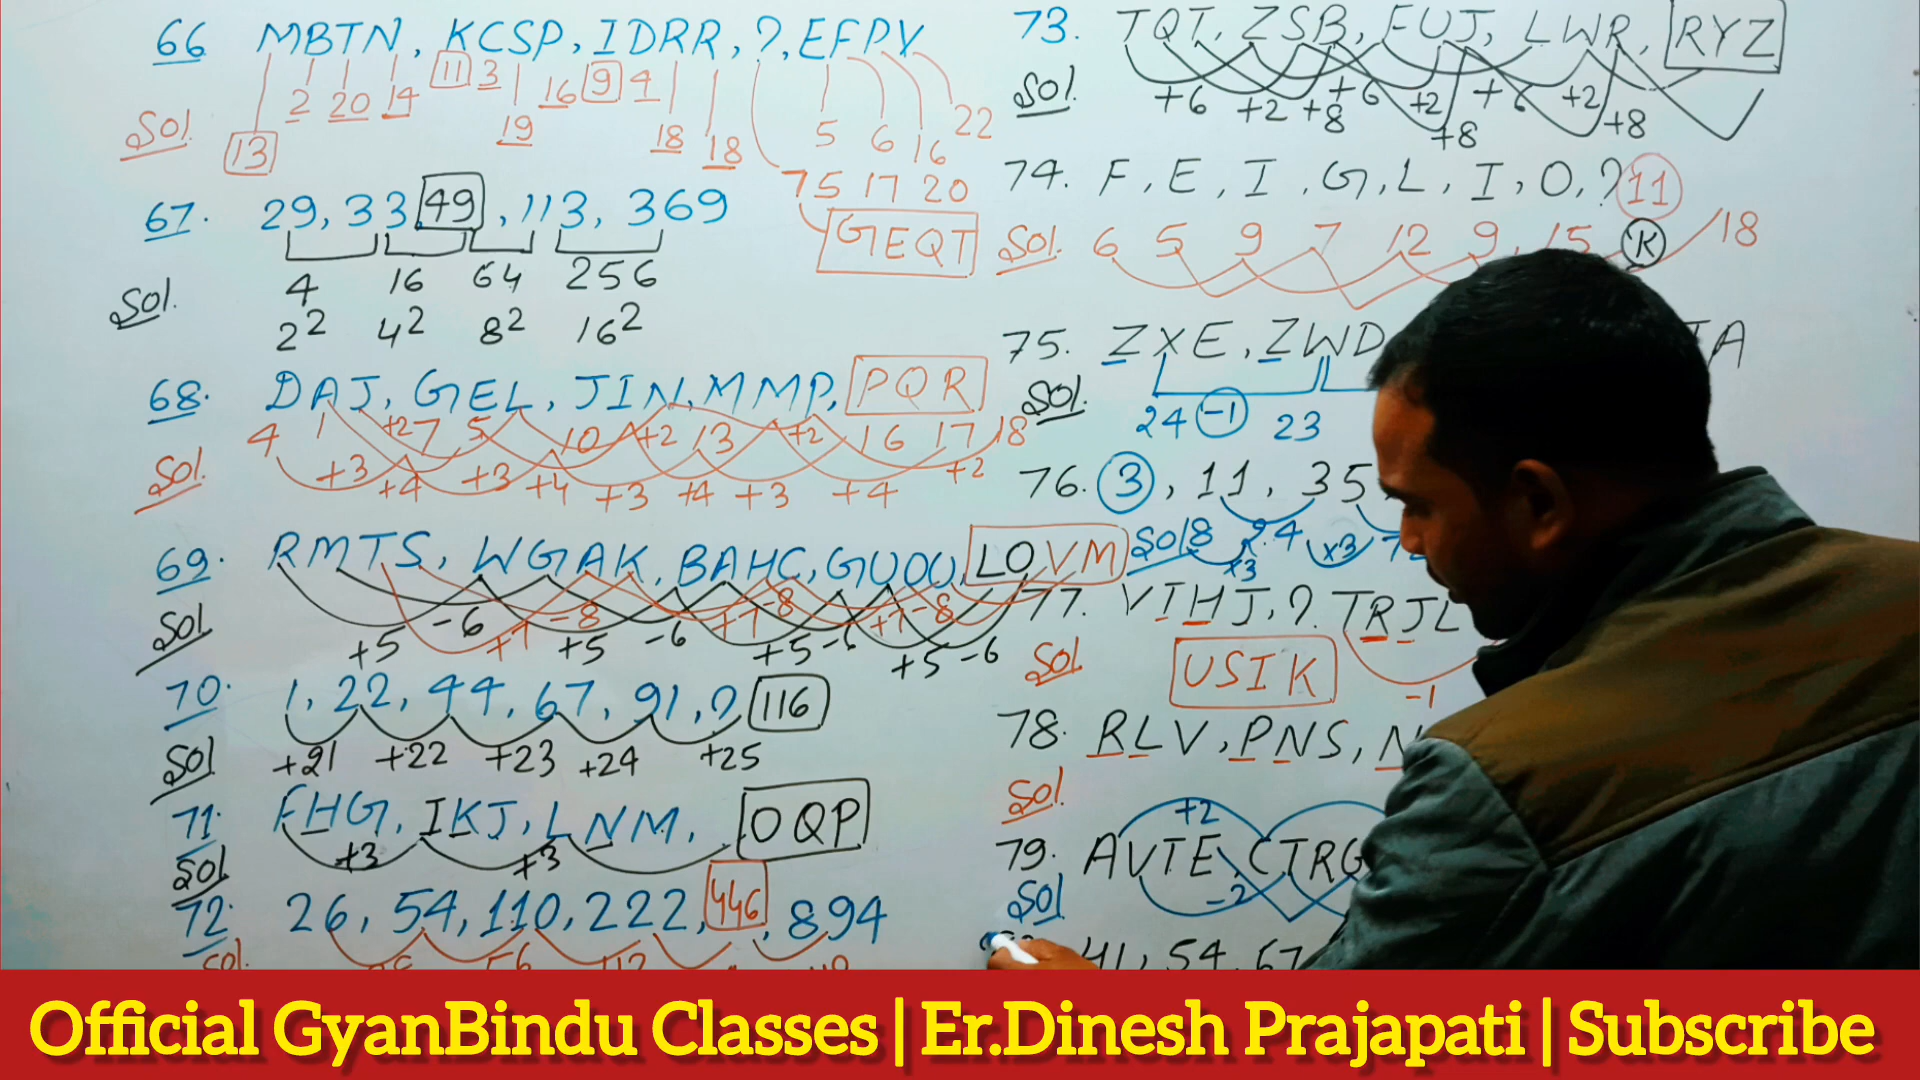 66 MBTN, KCSP, IDRR, ?, EFPV
2 20 14 11 3 16 9 4
Sol. 13 19 18 18 5 6 16 22
75 17 20
GEQT
67. 29, 33, 49, 113, 369
4 16 64 256
Sol. 2² 4² 8² 16²
68. DAJ, GEL, JIN, MMP, PQR
4 1 +2 7 5 10 +2 13 +2 16 17 18
Sol. +3 +4 +3 +4 +3 +4 +3 +4 +2
69. RMTS, WGAK, BAHC, GUOU, LOVM
Sol +5 -6 +7 -8 +5 -6 +7 -8 +5 -6 +7 -8 +5 -6
70. 1, 22, 44, 67, 91, ? 116
Sol +21 +22 +23 +24 +25
71. FHG, IKJ, LNM, OQP
Sol +3 +3
72. 26, 54, 110, 222, 446, 894
Sol. 56 112
73. TQT, ZSB, FUJ, LWR, RYZ
Sol. +6 +2 +8 +6 +2 +8 +6 +2 +8
74. F, E, I, G, L, I, O, ? 11
Sol. 6 5 9 7 12 9 15 K 18
75. ZXE, ZWD A
Sol. 24 -1 23
76. 3, 11, 35
Sol 8 x3 24 x3
77. VIHJ, ? TRJL
Sol USIK -1
78. RLV, PNS, N
Sol.
79. AVTE, CTRG
+2
Sol -2
41, 54, 67
Official GyanBindu Classes | Er.Dinesh Prajapati | Subscribe